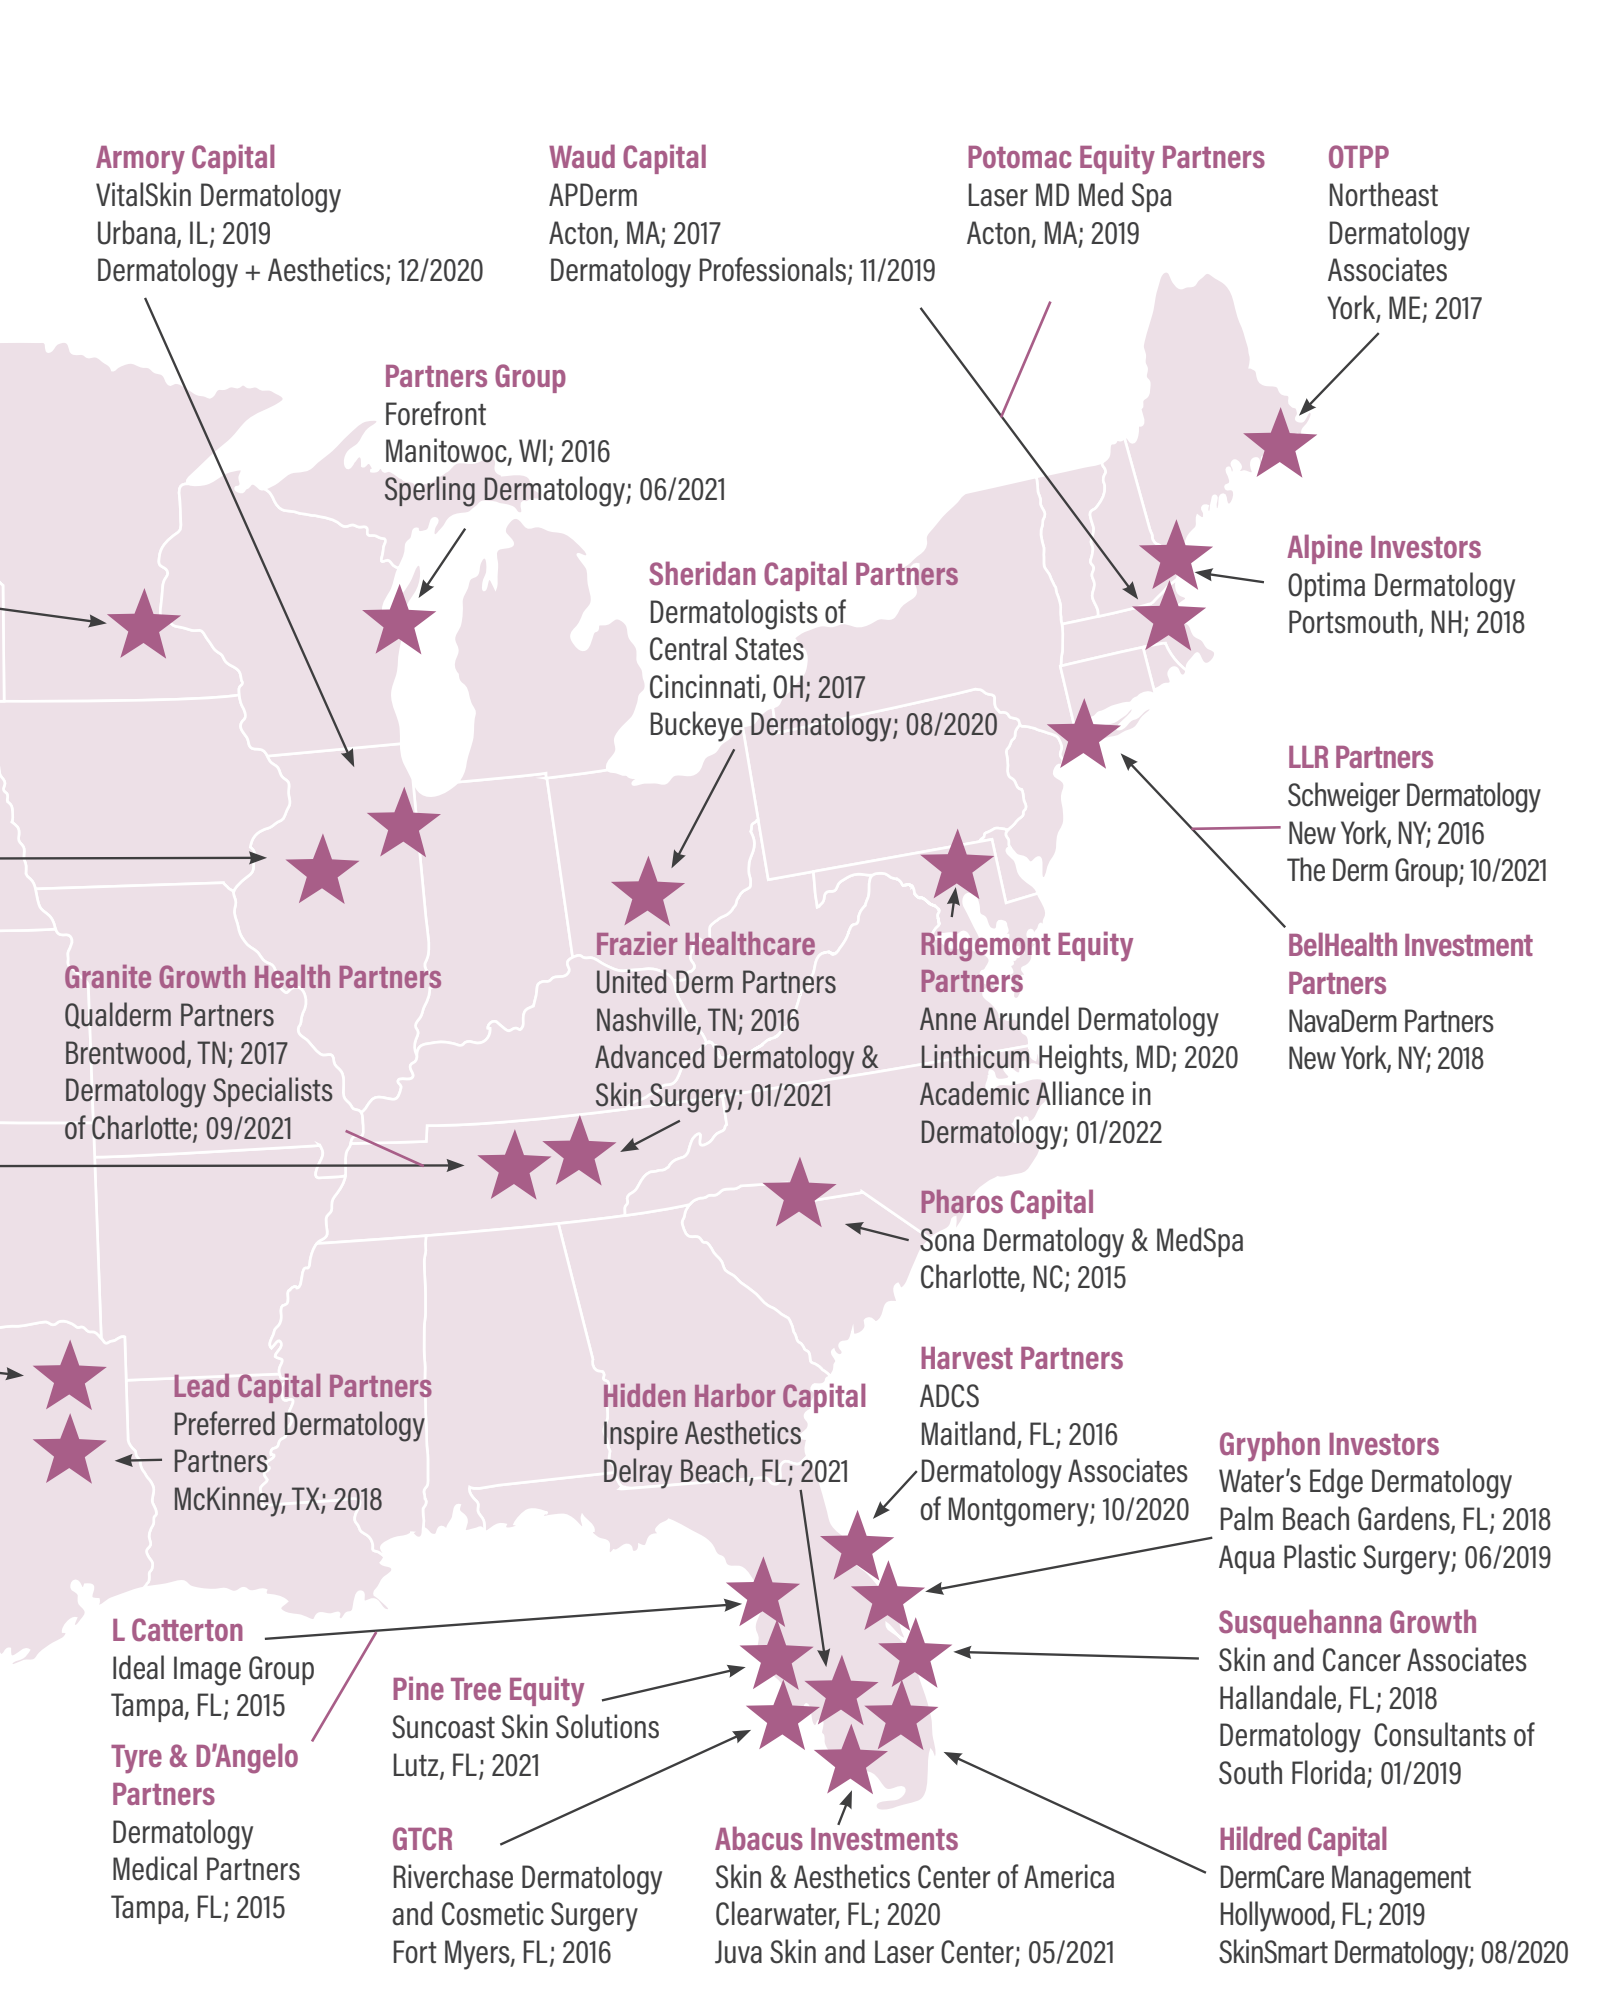 Armory Capital
VitalSkin Dermatology
Urbana, IL; 2019
Dermatology + Aesthetics; 12/2020
Waud Capital
APDerm
Acton, MA; 2017
Dermatology Professionals; 11/2019
Potomac Equity Partners
Laser MD Med Spa
Acton, MA; 2019
OTPP
Northeast
Dermatology
Associates
York, ME; 2017
Partners Group
Forefront
Manitowoc, WI; 2016
Sperling Dermatology; 06/2021
Sheridan Capital Partners
Dermatologists of
Central States
Cincinnati, OH; 2017
Buckeye Dermatology; 08/2020
Alpine Investors
Optima Dermatology
Portsmouth, NH; 2018
LLR Partners
Schweiger Dermatology
New York, NY; 2016
The Derm Group; 10/2021
Granite Growth Health Partners
Qualderm Partners
Brentwood, TN; 2017
Dermatology Specialists
of Charlotte; 09/2021
Frazier Healthcare
United Derm Partners
Nashville, TN; 2016
Advanced Dermatology &
Skin Surgery; 01/2021
Ridgemont Equity
Partners
Anne Arundel Dermatology
Linthicum Heights, MD; 2020
Academic Alliance in
Dermatology; 01/2022
BelHealth Investment
Partners
NavaDerm Partners
New York, NY; 2018
Pharos Capital
Sona Dermatology & MedSpa
Charlotte, NC; 2015
Lead Capital Partners
Preferred Dermatology
Partners
McKinney, TX; 2018
Hidden Harbor Capital
Inspire Aesthetics
Delray Beach, FL; 2021
Harvest Partners
ADCS
Maitland, FL; 2016
Dermatology Associates
of Montgomery; 10/2020
Gryphon Investors
Water's Edge Dermatology
Palm Beach Gardens, FL; 2018
Aqua Plastic Surgery; 06/2019
L Catterton
Ideal Image Group
Tampa, FL; 2015
Tyre & D'Angelo
Partners
Dermatology
Medical Partners
Tampa, FL; 2015
Pine Tree Equity
Suncoast Skin Solutions
Lutz, FL; 2021
GTCR
Riverchase Dermatology
and Cosmetic Surgery
Fort Myers, FL; 2016
Abacus Investments
Skin & Aesthetics Center of America
Clearwater, FL; 2020
Juva Skin and Laser Center; 05/2021
Susquehanna Growth
Skin and Cancer Associates
Hallandale, FL; 2018
Dermatology Consultants of
South Florida; 01/2019
Hildred Capital
DermCare Management
Hollywood, FL; 2019
SkinSmart Dermatology; 08/2020